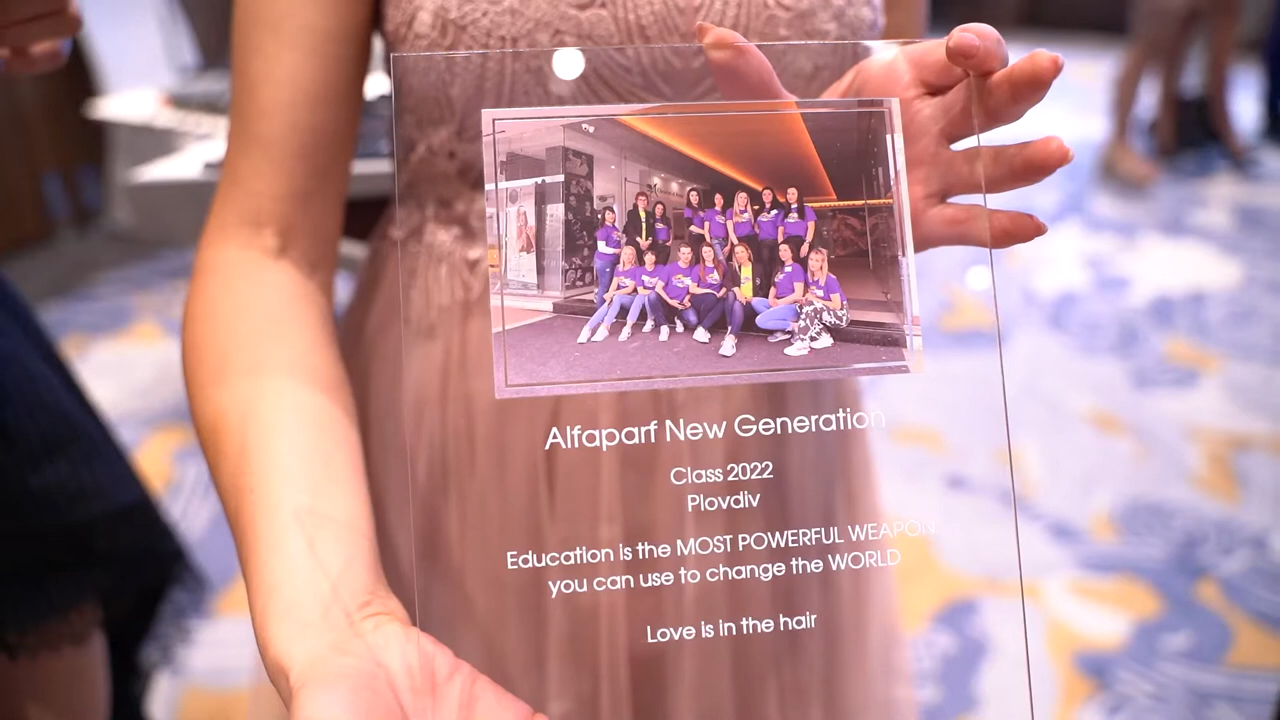 Alfaparf New Generation
Class 2022
Plovdiv
Education is the MOST POWERFUL WEAPON
you can use to change the WORLD
Love is in the hair